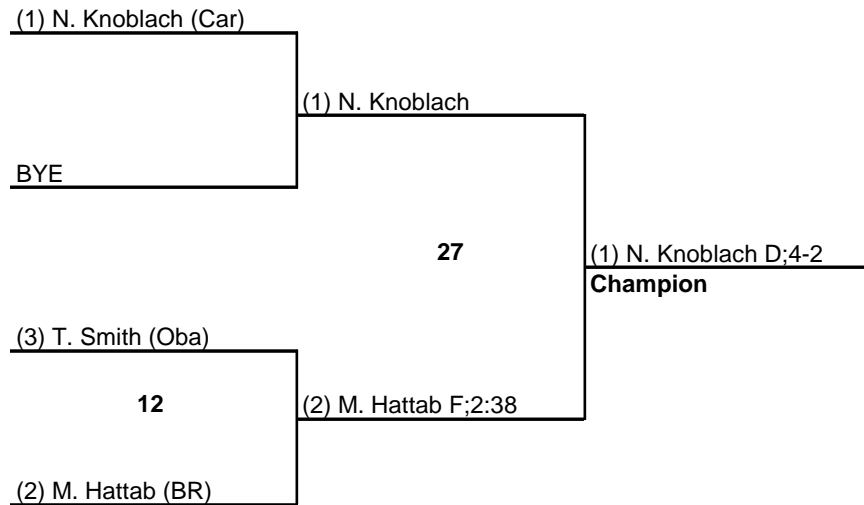 (1) N. Knoblach (Car)
(1) N. Knoblach
BYE
27
(1) N. Knoblach D;4-2
Champion
(3) T. Smith (Oba)
12
(2) M. Hattab F;2:38
(2) M. Hattab (BR)